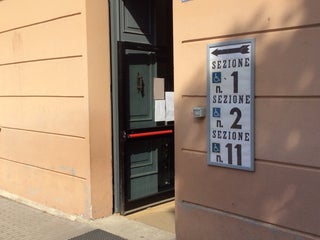 SEZIONE
n. 1
SEZIONE
n. 2
SEZIONE
n. 11